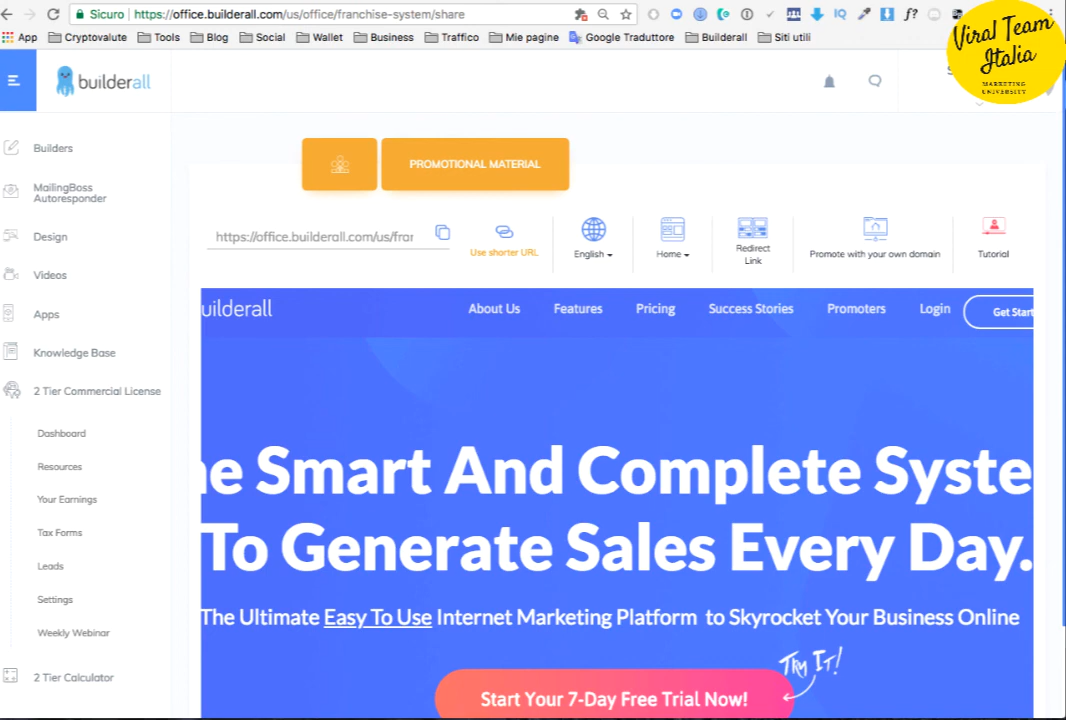 Sicuro | https://office.builderall.com/us/office/franchise-system/share
App Cryptovalute Tools Blog Social Wallet Business Traffico Mie pagine Google Traduttore Builderall Siti utili
Viral Team
Italia
MARKETING
UNIVERSITY
builderall
Builders
MailingBoss
Autoresponder
Design
Videos
Apps
Knowledge Base
2 Tier Commercial License
Dashboard
Resources
Your Earnings
Tax Forms
Leads
Settings
Weekly Webinar
2 Tier Calculator
PROMOTIONAL MATERIAL
https://office.builderall.com/us/frar
Use shorter URL
English
Home
Redirect
Link
Promote with your own domain
Tutorial
uilderall About Us Features Pricing Success Stories Promoters Login Get Start
e Smart And Complete Syste
To Generate Sales Every Day.
The Ultimate Easy To Use Internet Marketing Platform to Skyrocket Your Business Online
Try It!
Start Your 7-Day Free Trial Now!